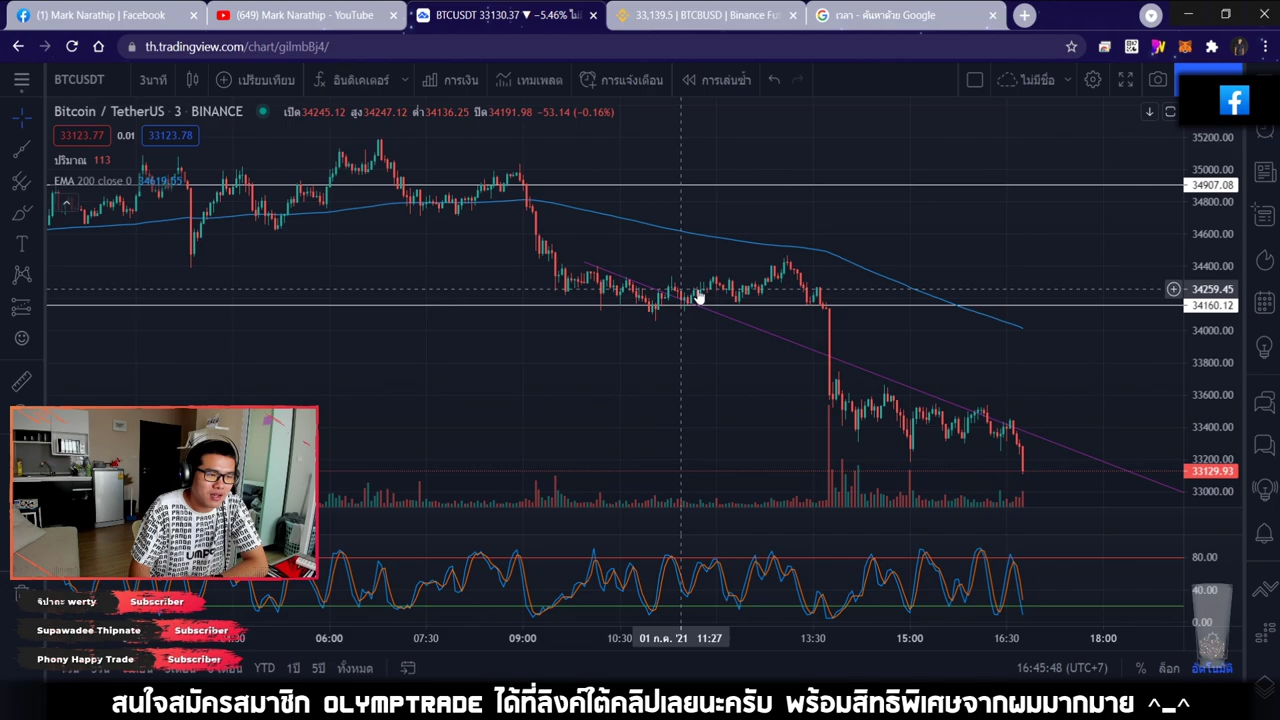 (1) Mark Narathip | Facebook
(649) Mark Narathip - YouTube
BTCUSDT 33130.37 ▼ −5.46% ไม่
33,139.5 | BTCBUSD | Binance Fu
เวลา - ค้นหาด้วย Google
th.tradingview.com/chart/gilmbBj4/
BTCUSDT
3นาที
เปรียบเทียบ
อินดิเคเตอร์
การเงิน
เทมเพลต
การแจ้งเตือน
การเล่นซ้ำ
ไม่มีชื่อ
Bitcoin / TetherUS · 3 · BINANCE
เปิด34245.12 สูง34247.12 ต่ำ34136.25 ปิด34191.98 −53.14 (−0.16%)
33123.77 0.01 33123.78
ปริมาณ 113
EMA 200 close 0 34619.55
35200.00
35000.00
34907.08
34800.00
34600.00
34400.00
34259.45
34160.12
34000.00
33800.00
33600.00
33400.00
33200.00
33129.93
33000.00
80.00
40.00
0.00
PANDA
จิปาถะ werty Subscriber
Supawadee Thipnate Subscriber
Phony Happy Trade Subscriber
06:00
07:30
09:00
10:30
01 ก.ค. '21 11:27
13:30
15:00
16:30
18:00
YTD
1ปี
5ปี
ทั้งหมด
16:45:48 (UTC+7)
%
ล็อก
อัตโนมัติ
สนใจสมัครสมาชิก OLYMPTRADE ได้ที่ลิงค์ใต้คลิปเลยนะครับ พร้อมสิทธิพิเศษจากผมมากมาย ^_^